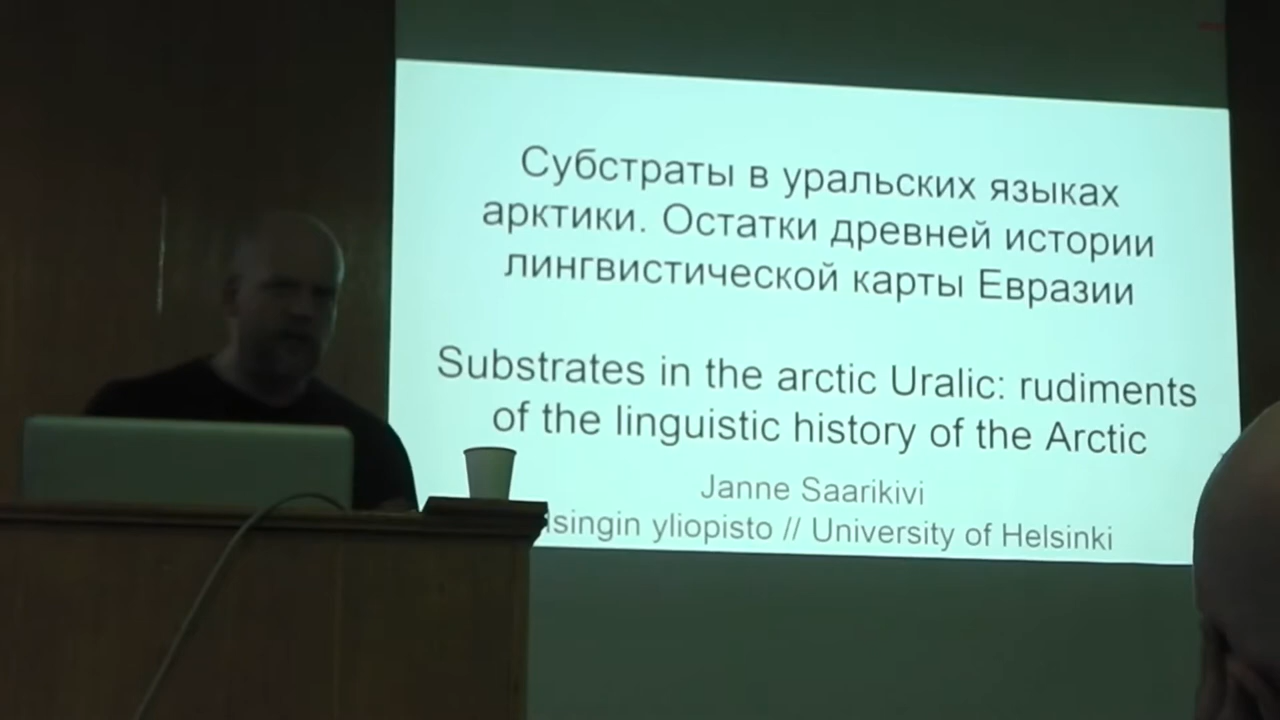 Субстраты в уральских языках
арктики. Остатки древней истории
лингвистической карты Евразии
Substrates in the arctic Uralic: rudiments
of the linguistic history of the Arctic
Janne Saarikivi
yliopisto // University of Helsinki